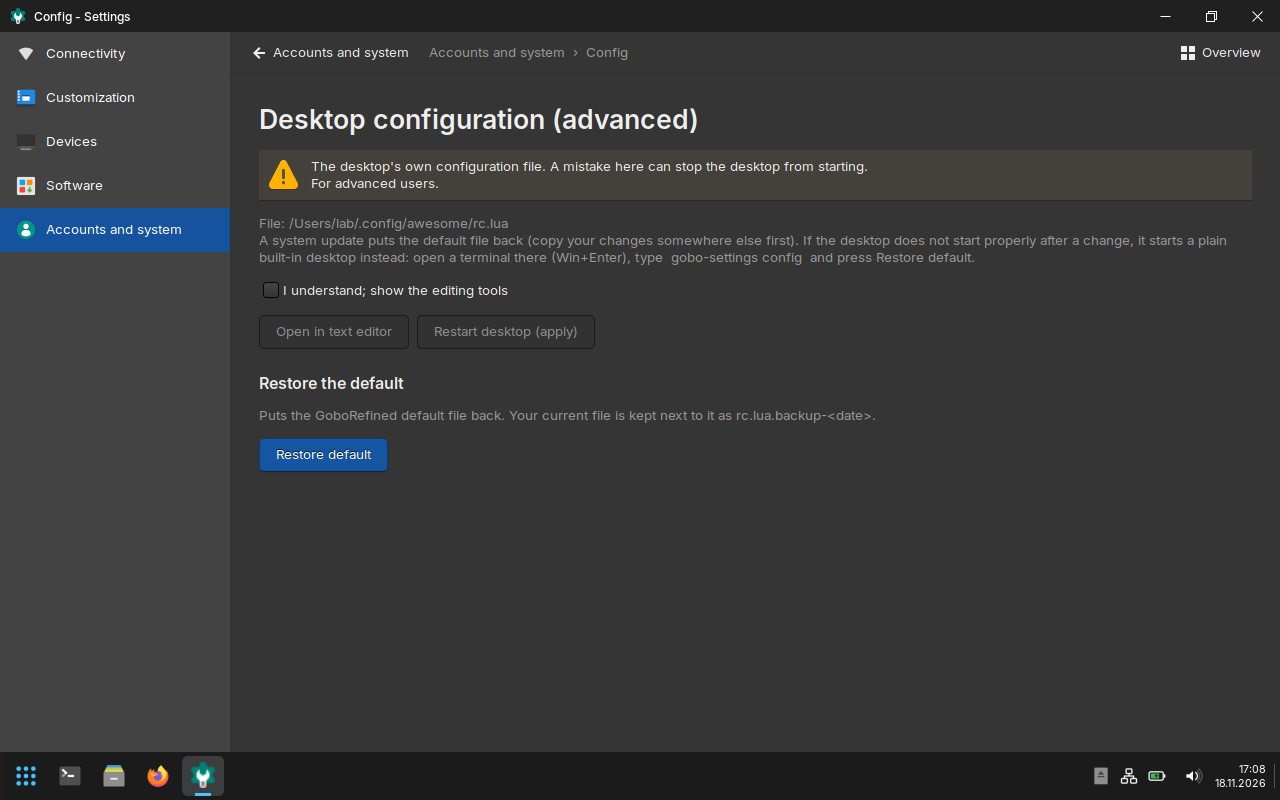 Config - Settings
Connectivity
Customization
Devices
Software
Accounts and system
Accounts and system
Accounts and system › Config
Overview
Desktop configuration (advanced)
The desktop's own configuration file. A mistake here can stop the desktop from starting.
For advanced users.
File: /Users/lab/.config/awesome/rc.lua
A system update puts the default file back (copy your changes somewhere else first). If the desktop does not start properly after a change, it starts a plain
built-in desktop instead: open a terminal there (Win+Enter), type  gobo-settings config  and press Restore default.
I understand; show the editing tools
Open in text editor
Restart desktop (apply)
Restore the default
Puts the GoboRefined default file back. Your current file is kept next to it as rc.lua.backup-<date>.
Restore default
17:08
18.11.2026